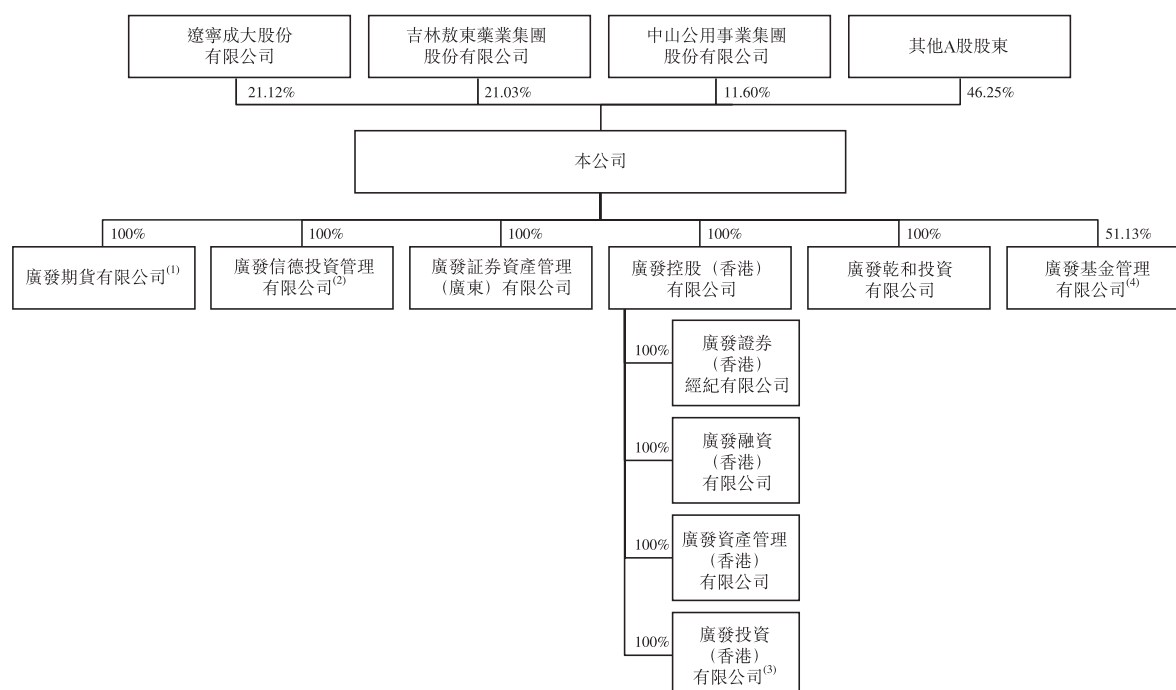 遼寧成大股份
有限公司
吉林敖東藥業集團
股份有限公司
中山公用事業集團
股份有限公司
其他A股股東
21.12%
21.03%
11.60%
46.25%
本公司
100%
100%
100%
100%
100%
51.13%
廣發期貨有限公司(1)
廣發信德投資管理
有限公司(2)
廣發証券資產管理
（廣東）有限公司
廣發控股（香港）
有限公司
廣發乾和投資
有限公司
廣發基金管理
有限公司(4)
100%
廣發證券
（香港）
經紀有限公司
100%
廣發融資
（香港）
有限公司
100%
廣發資產管理
（香港）
有限公司
100%
廣發投資
（香港）
有限公司(3)